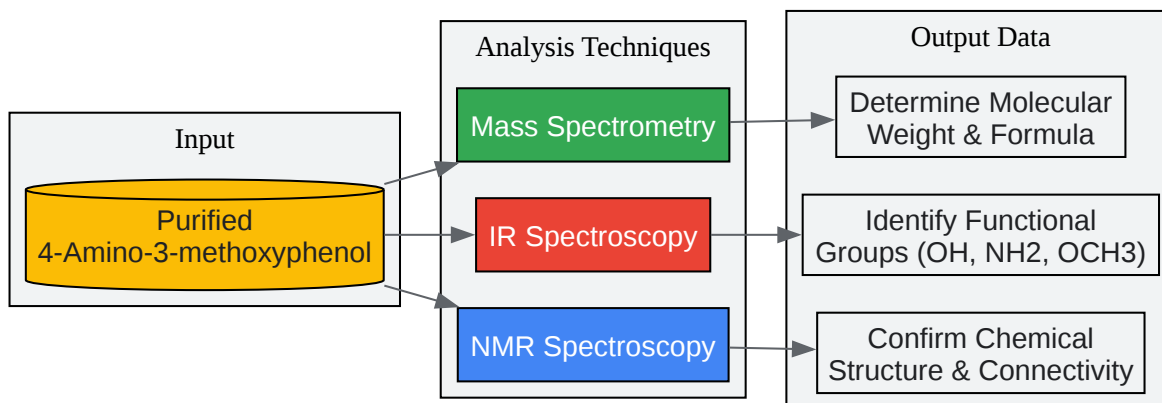 Input
Purified
4-Amino-3-methoxyphenol
Analysis Techniques
Mass Spectrometry
IR Spectroscopy
NMR Spectroscopy
Output Data
Determine Molecular
Weight & Formula
Identify Functional
Groups (OH, NH2, OCH3)
Confirm Chemical
Structure & Connectivity